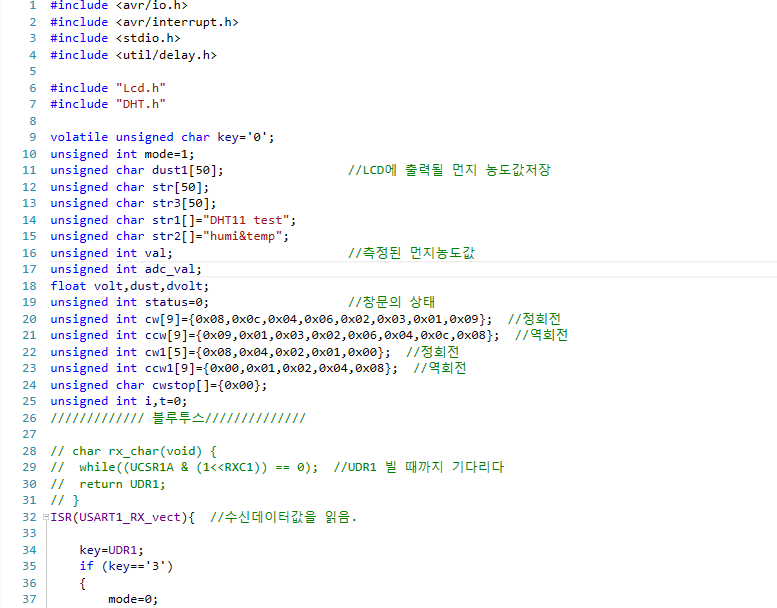 1 #include <avr/io.h>
2 #include <avr/interrupt.h>
3 #include <stdio.h>
4 #include <util/delay.h>
5
6 #include "Lcd.h"
7 #include "DHT.h"
8
9 volatile unsigned char key='0';
10 unsigned int mode=1;
11 unsigned char dust1[50]; //LCD에 출력될 먼지 농도값저장
12 unsigned char str[50];
13 unsigned char str3[50];
14 unsigned char str1[]="DHT11 test";
15 unsigned char str2[]="humi&temp";
16 unsigned int val; //측정된 먼지농도값
17 unsigned int adc_val;
18 float volt,dust,dvolt;
19 unsigned int status=0; //창문의 상태
20 unsigned int cw[9]={0x08,0x0c,0x04,0x06,0x02,0x03,0x01,0x09}; //정회전
21 unsigned int ccw[9]={0x09,0x01,0x03,0x02,0x06,0x04,0x0c,0x08}; //역회전
22 unsigned int cw1[5]={0x08,0x04,0x02,0x01,0x00}; //정회전
23 unsigned int ccw1[9]={0x00,0x01,0x02,0x04,0x08}; //역회전
24 unsigned char cwstop[]={0x00};
25 unsigned int i,t=0;
26 ///////////// 블루투스//////////////
27
28 // char rx_char(void) {
29 // while((UCSR1A & (1<<RXC1)) == 0); //UDR1 빌 때까지 기다리다
30 // return UDR1;
31 // }
32 ISR(USART1_RX_vect){ //수신데이터값을 읽음.
33
34 key=UDR1;
35 if (key=='3')
36 {
37 mode=0;